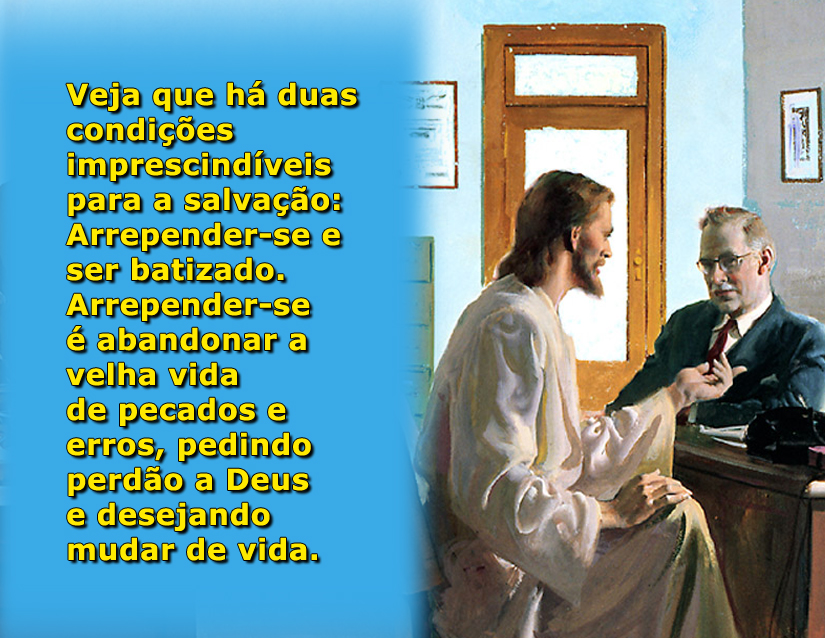 Veja que há duas
condições
imprescindíveis
para a salvação:
Arrepender-se e
ser batizado.
Arrepender-se
é abandonar a
velha vida
de pecados e
erros, pedindo
perdão a Deus
e desejando
mudar de vida.